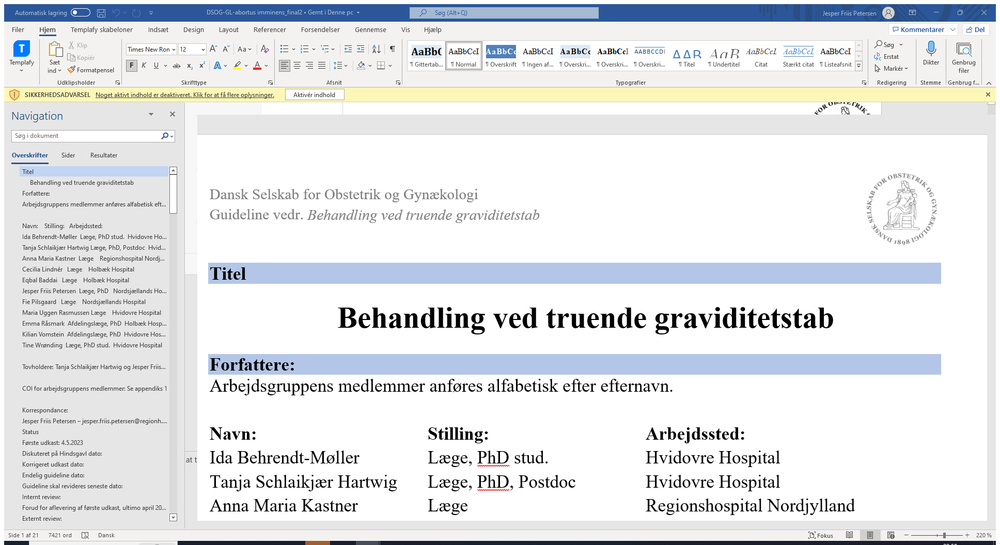 Automatisk lagring
DSOG-GL-abortus imminens_final2 • Gemt i Denne pc
Søg (Alt+Q)
Jesper Friis Petersen
Filer Hjem Templafy skabeloner Indsæt Design Layout Referencer Forsendelser Gennemse Vis Hjælp Kommentarer Del
Templafy
Sæt ind
Klip
Kopiér
Formatpensel
Udklipsholder
Times New Ron 12
F K U ab x₂ x²
Skrifttype
Afsnit
AaBbC AaBbCcI AaBbCc AaBbCcI AaBbCc AaBbCcI AABBCCDI AAB AaB AaBbCcL AaBbCcI AaBbCcI
¶ Gittertab... ¶ Normal ¶ Overskrift ¶ Ingen af... ¶ Overskri... ¶ Overskri... ¶ Overskri... ¶ Titel ¶ Undertitel Citat Stærkt citat ¶ Listeafsnit
Typografier
Søg
Erstat
Markér
Redigering
Dikter
Stemme
Genbrug filer
Genbrug f...
SIKKERHEDSADVARSEL Noget aktivt indhold er deaktiveret. Klik for at få flere oplysninger. Aktivér indhold
Navigation
Søg i dokument
Overskrifter Sider Resultater
Titel
Behandling ved truende graviditetstab
Forfattere:
Arbejdsgruppens medlemmer anføres alfabetisk eft...
Navn: Stilling: Arbejdssted:
Ida Behrendt-Møller Læge, PhD stud. Hvidovre Ho...
Tanja Schlaikjær Hartwig Læge, PhD, Postdoc Hvid...
Anna Maria Kastner Læge Regionshospital Nordj...
Cecilia Lindnér Læge Holbæk Hospital
Eqbal Baddai Læge Holbæk Hospital
Jesper Friis Petersen Læge, PhD Nordsjællands Ho...
Fie Pilsgaard Læge Nordsjællands Hospital
Maria Uggen Rasmussen Læge Hvidovre Hospital
Emma Råsmark Afdelingslæge, PhD Holbæk Hosp...
Kilian Vomstein Afdelingslæge, PhD Hvidovre Hos...
Tine Wrønding Læge, PhD stud. Hvidovre Hospital
Tovholdere: Tanja Schlaikjær Hartwig og Jesper Friis...
COI for arbejdsgruppens medlemmer: Se appendiks 1
Korrespondance:
Jesper Friis Petersen – jesper.friis.petersen@regionh....
Status
Første udkast: 4.5.2023
Diskuteret på Hindsgavl dato:
Korrigeret udkast dato:
Endelig guideline dato:
Guideline skal revideres seneste dato:
Internt review:
Forud for aflevering af første udkast, ultimo april 20...
Externt review:
at t
Dansk Selskab for Obstetrik og Gynækologi
Guideline vedr. Behandling ved truende graviditetstab
DANSK SELSKAB FOR OBSTETRIK OG GYNÆKOLOGI 1898
Titel
Behandling ved truende graviditetstab
Forfattere:
Arbejdsgruppens medlemmer anføres alfabetisk efter efternavn.
Navn: Stilling: Arbejdssted:
Ida Behrendt-Møller Læge, PhD stud. Hvidovre Hospital
Tanja Schlaikjær Hartwig Læge, PhD, Postdoc Hvidovre Hospital
Anna Maria Kastner Læge Regionshospital Nordjylland
Side 1 af 21 7421 ord Dansk Fokus 220 %